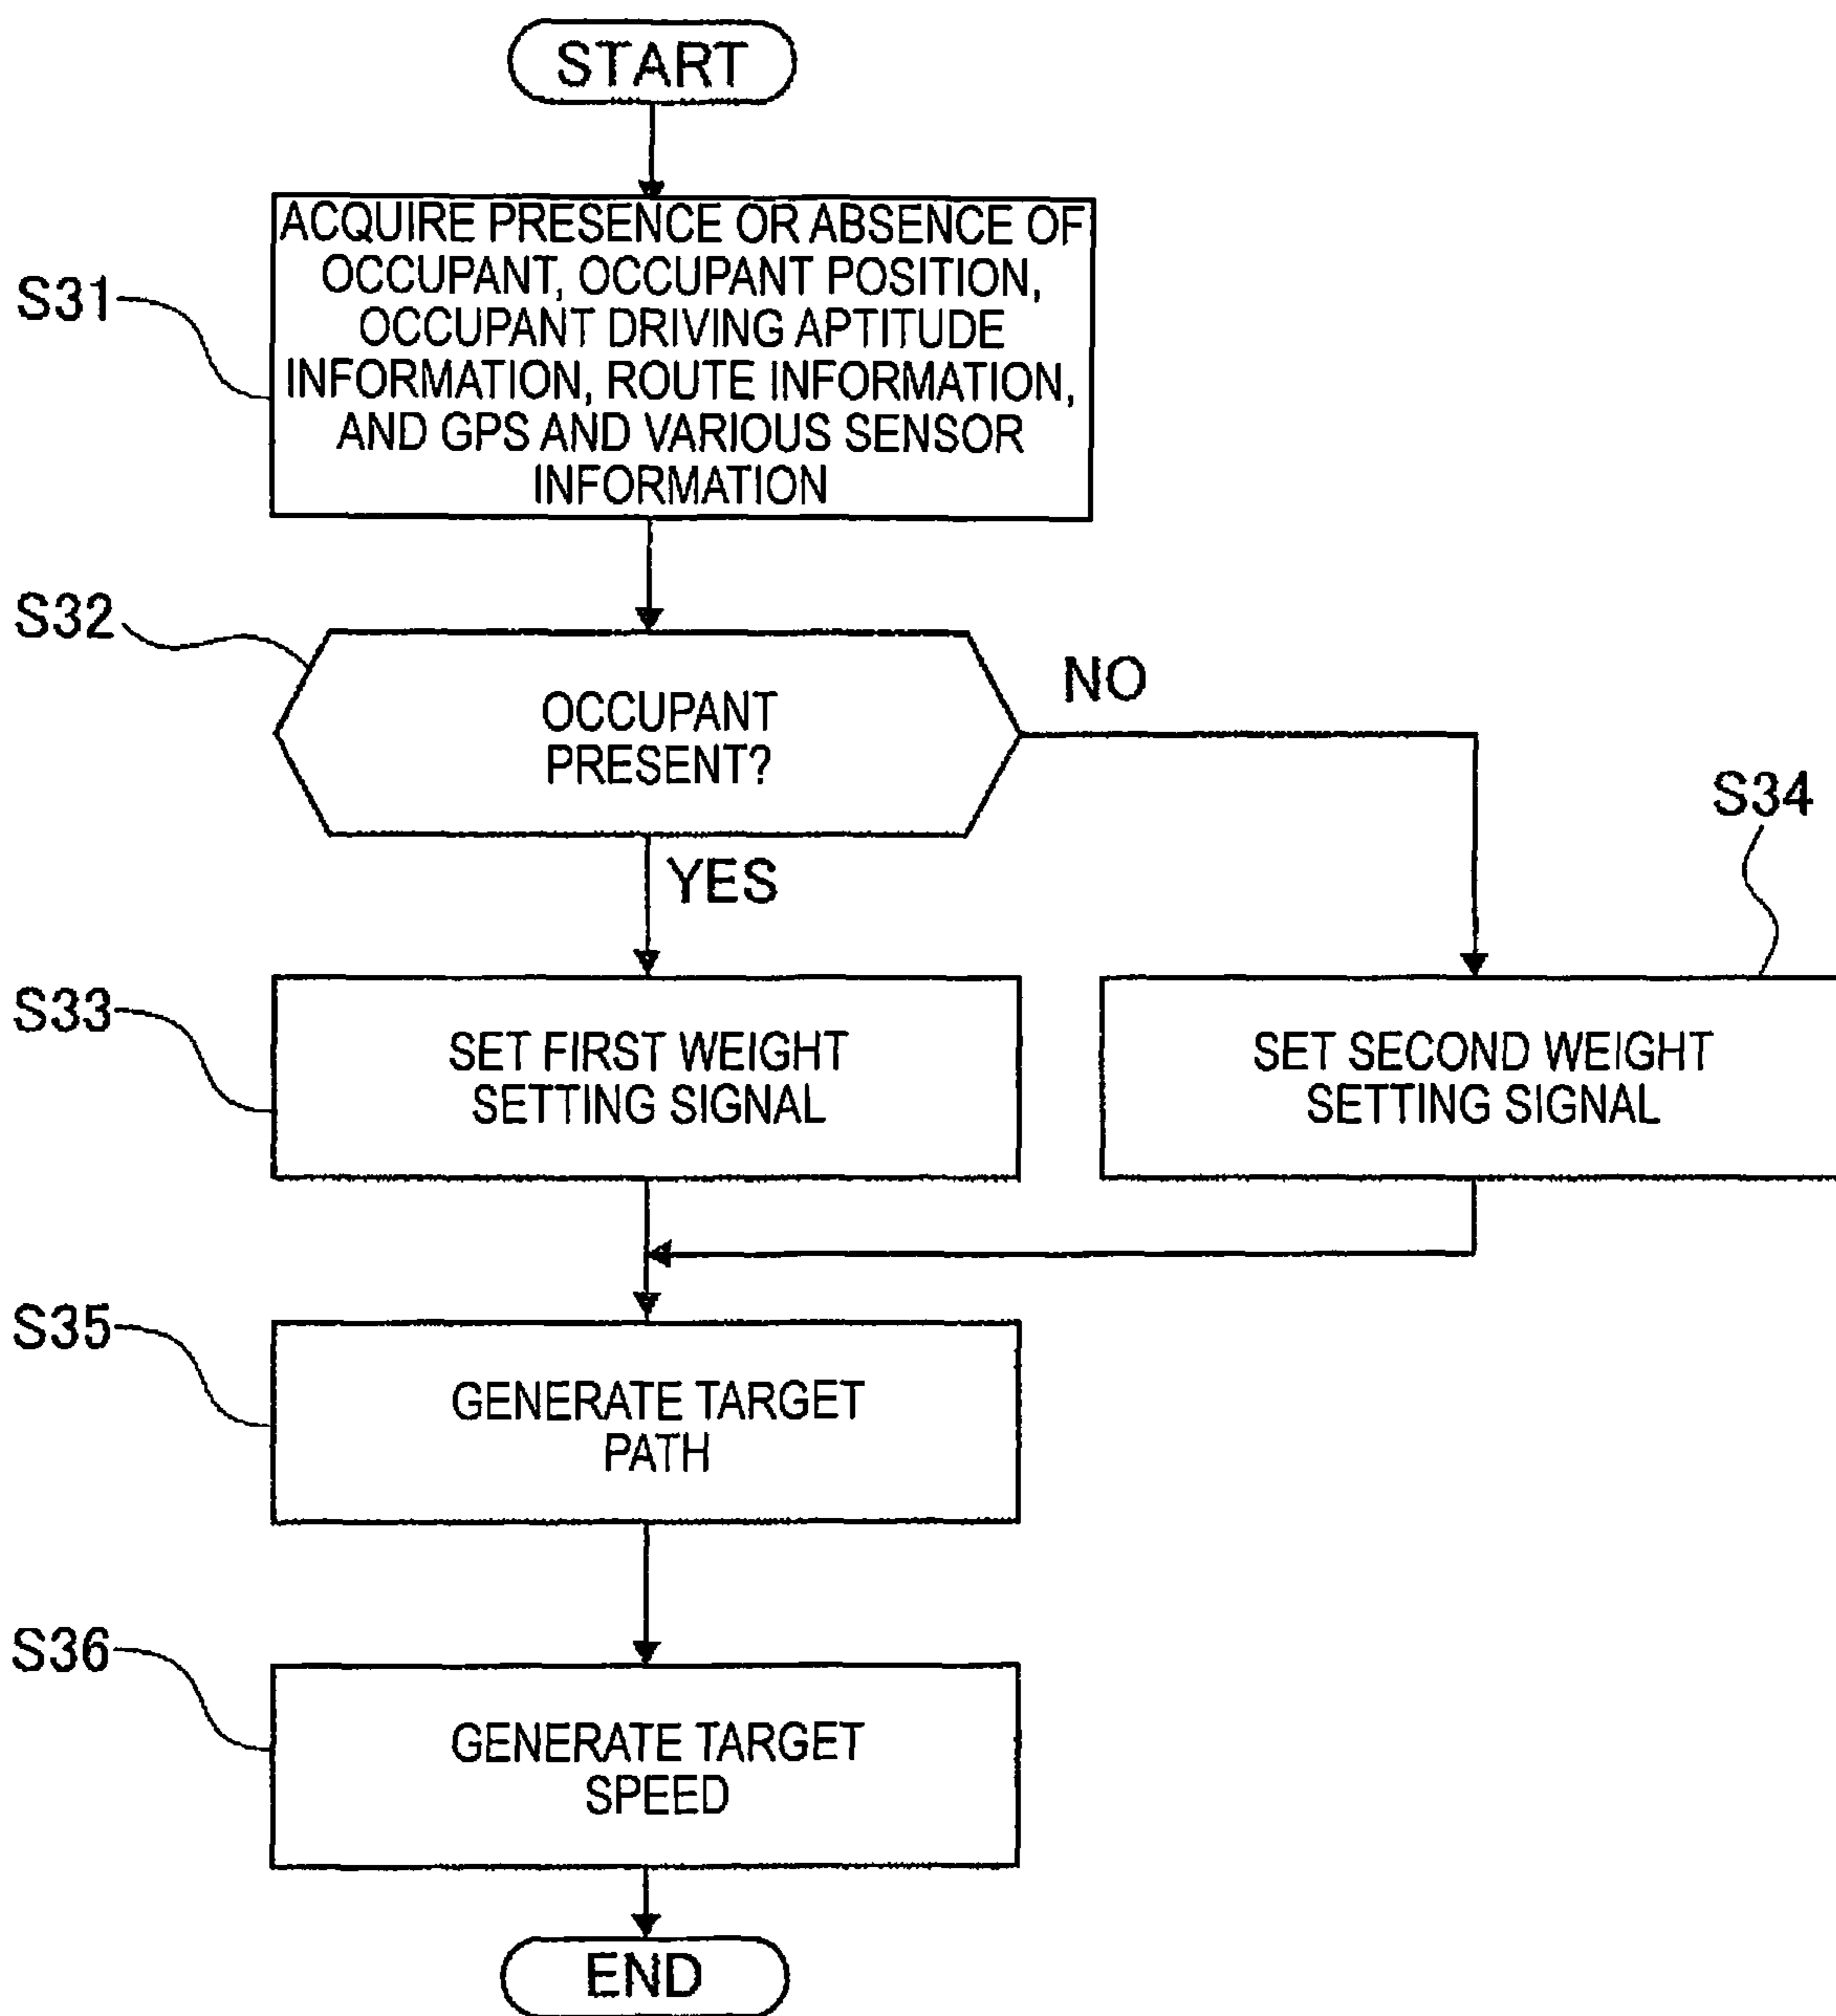 START
ACQUIRE PRESENCE OR ABSENCE OF
OCCUPANT, OCCUPANT POSITION,
OCCUPANT DRIVING APTITUDE
INFORMATION, ROUTE INFORMATION,
AND GPS AND VARIOUS SENSOR
INFORMATION
S31
S32
OCCUPANT
PRESENT?
NO
YES
S34
S33
SET FIRST WEIGHT
SETTING SIGNAL
SET SECOND WEIGHT
SETTING SIGNAL
S35
GENERATE TARGET
PATH
S36
GENERATE TARGET
SPEED
END